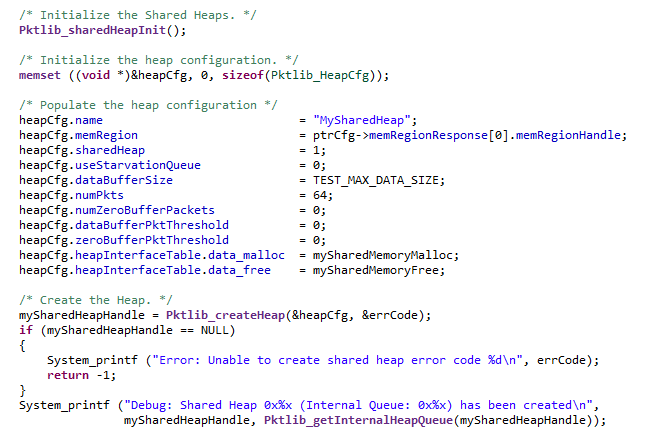 /* Initialize the Shared Heaps. */
Pktlib_sharedHeapInit();
/* Initialize the heap configuration. */
memset ((void *)&heapCfg, 0, sizeof(Pktlib_HeapCfg));
/* Populate the heap configuration */
heapCfg.name = "MySharedHeap";
heapCfg.memRegion = ptrCfg->memRegionResponse[0].memRegionHandle;
heapCfg.sharedHeap = 1;
heapCfg.useStarvationQueue = 0;
heapCfg.dataBufferSize = TEST_MAX_DATA_SIZE;
heapCfg.numPkts = 64;
heapCfg.numZeroBufferPackets = 0;
heapCfg.dataBufferPktThreshold = 0;
heapCfg.zeroBufferPktThreshold = 0;
heapCfg.heapInterfaceTable.data_malloc = mySharedMemoryMalloc;
heapCfg.heapInterfaceTable.data_free = mySharedMemoryFree;
/* Create the Heap. */
mySharedHeapHandle = Pktlib_createHeap(&heapCfg, &errCode);
if (mySharedHeapHandle == NULL)
{
System_printf ("Error: Unable to create shared heap error code %d\n", errCode);
return -1;
}
System_printf ("Debug: Shared Heap 0x%x (Internal Queue: 0x%x) has been created\n",
mySharedHeapHandle, Pktlib_getInternalHeapQueue(mySharedHeapHandle));